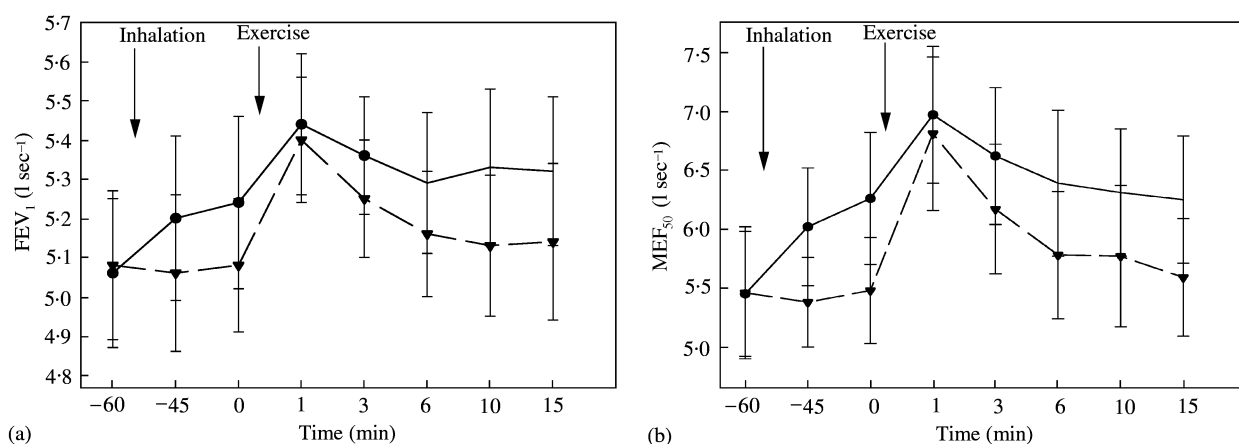 5·7
5·6
5·5
5·4
5·3
5·2
5·1
5·0
4·9
4·8
FEV₁ (l sec⁻¹)
Inhalation
Exercise
−60 −45 0 1 3 6 10 15
Time (min)
(a)
7·5
7·0
6·5
6·0
5·5
5·0
MEF₅₀ (l sec⁻¹)
Inhalation
Exercise
−60 −45 0 1 3 6 10 15
Time (min)
(b)